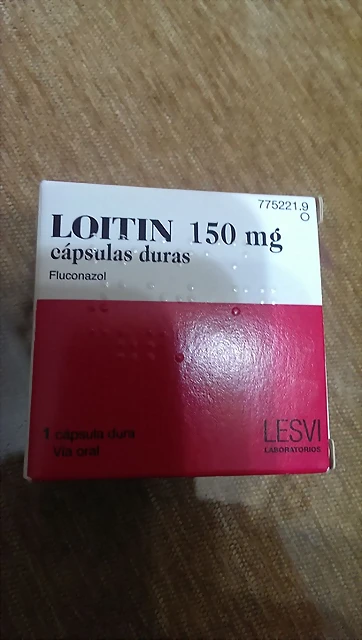 775221.9
O
LOITIN 150 mg
cápsulas duras
Fluconazol
1 cápsula dura
Vía oral
LESVI
LABORATORIOS